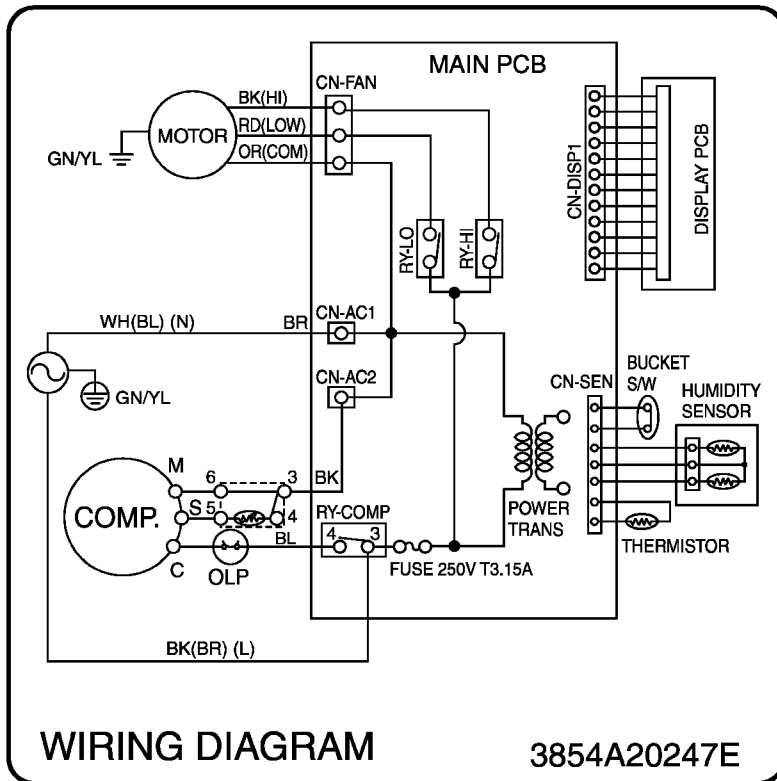 MAIN PCB
CN-FAN
BK(HI)
RD(LOW)
OR(COM)
MOTOR
GN/YL
CN-DISP1
DISPLAY PCB
RY-LO
RY-HI
WH(BL) (N)
BR
CN-AC1
CN-AC2
GN/YL
CN-SEN
BUCKET
S/W
HUMIDITY
SENSOR
M
6
3
BK
COMP.
S
5
4
RY-COMP
4
3
POWER
TRANS
THERMISTOR
C
OLP
BL
FUSE 250V T3.15A
BK(BR) (L)
WIRING DIAGRAM
3854A20247E